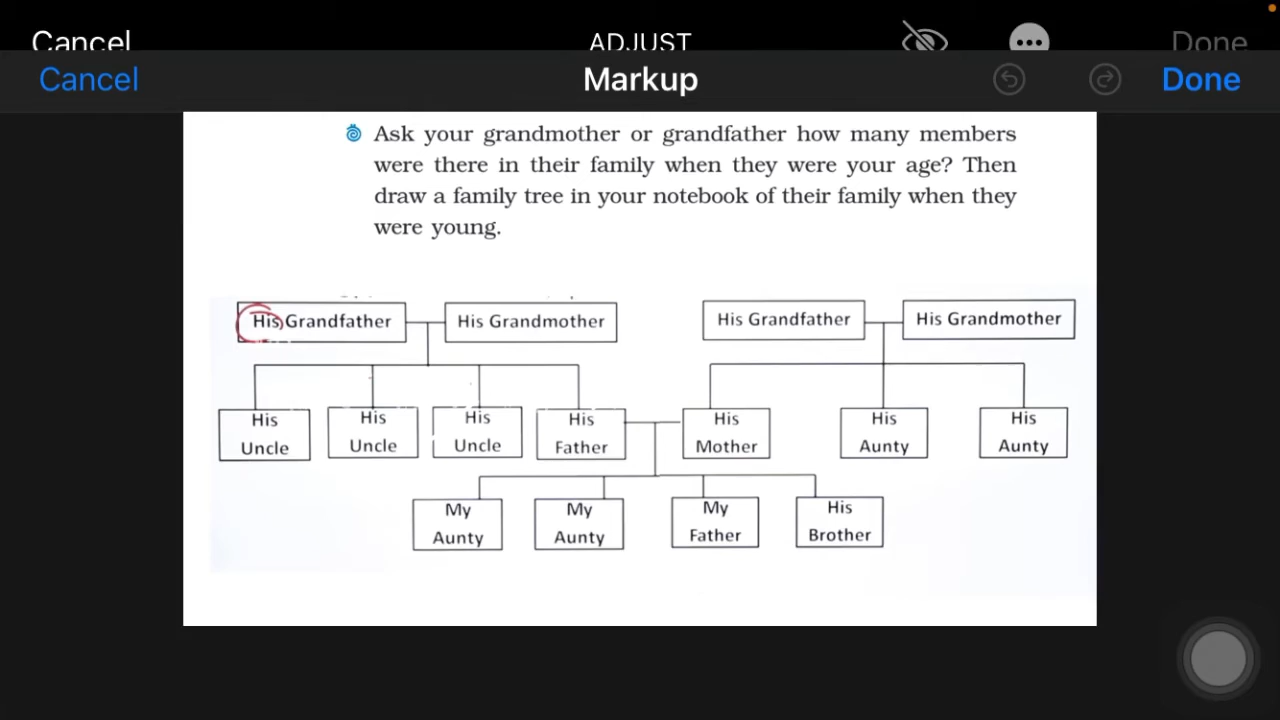 Cancel
ADJUST
Done
Cancel
Markup
Done
Ask your grandmother or grandfather how many members
were there in their family when they were your age? Then
draw a family tree in your notebook of their family when they
were young.
His Grandfather
His Grandmother
His Grandfather
His Grandmother
His
Uncle
His
Uncle
His
Uncle
His
Father
His
Mother
His
Aunty
His
Aunty
My
Aunty
My
Aunty
My
Father
His
Brother